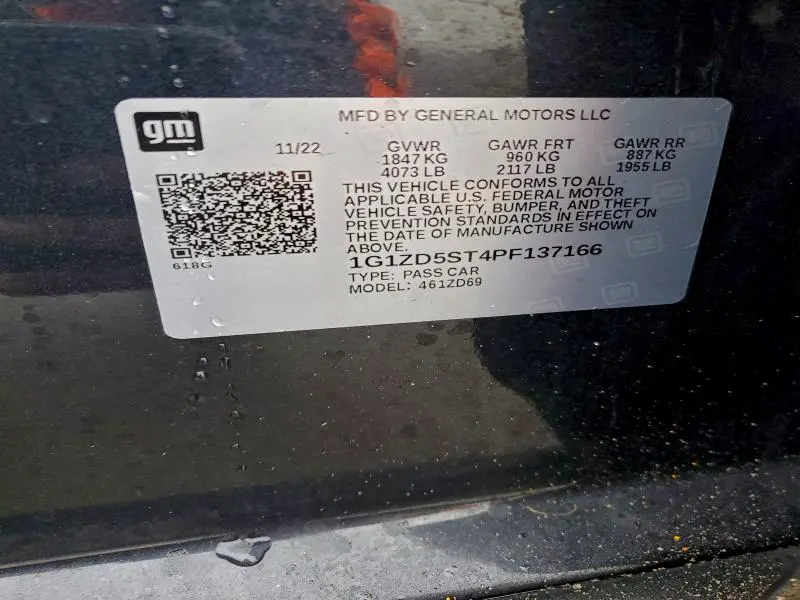 gm
MFD BY GENERAL MOTORS LLC
11/22 GVWR GAWR FRT GAWR RR
1847 KG 960 KG 887 KG
4073 LB 2117 LB 1955 LB
THIS VEHICLE CONFORMS TO ALL
APPLICABLE U.S. FEDERAL MOTOR
VEHICLE SAFETY, BUMPER, AND THEFT
PREVENTION STANDARDS IN EFFECT ON
THE DATE OF MANUFACTURE SHOWN
ABOVE.
618G
1G1ZD5ST4PF137166
TYPE: PASS CAR
MODEL: 461ZD69